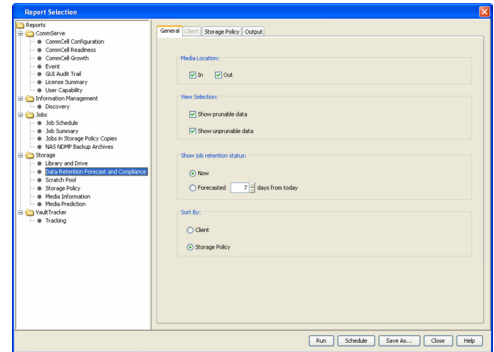 Report Selection
Reports
CommServe
CommCell Configuration
CommCell Readiness
CommCell Growth
Event
GUI Audit Trail
License Summary
User Capability
Information Management
Discovery
Jobs
Job Schedule
Job Summary
Jobs in Storage Policy Copies
NAS NDMP Backup Archives
Storage
Library and Drive
Data Retention Forecast and Compliance
Scratch Pool
Storage Policy
Media Information
Media Prediction
VaultTracker
Tracking
General Client Storage Policy Output
Media Location:
In Out
View Selection:
Show prunable data
Show unprunable data
Show job retention status:
Now
Forecasted 7 days from today
Sort By:
Client
Storage Policy
Run Schedule Save As... Close Help